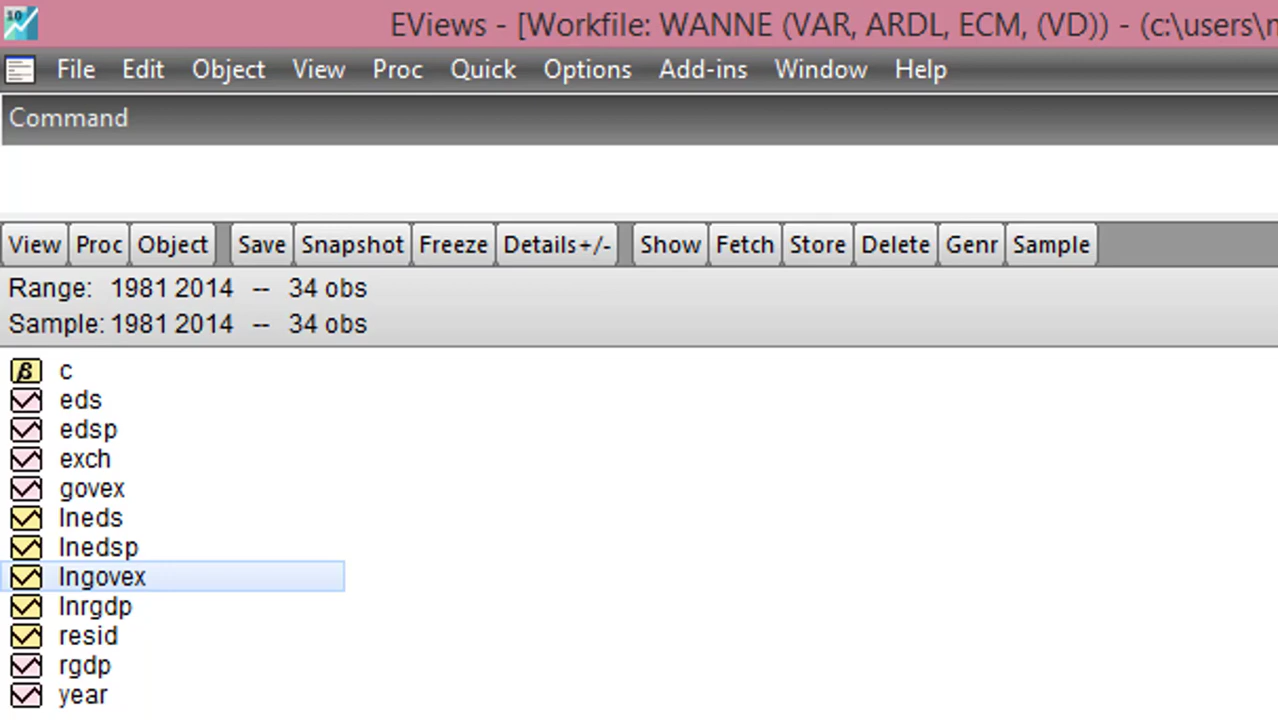 EViews - [Workfile: WANNE (VAR, ARDL, ECM, (VD)) - (c:\users\
File Edit Object View Proc Quick Options Add-ins Window Help
Command
View Proc Object Save Snapshot Freeze Details+/- Show Fetch Store Delete Genr Sample
Range: 1981 2014 -- 34 obs
Sample: 1981 2014 -- 34 obs
β c
eds
edsp
exch
govex
lneds
lnedsp
lngovex
lnrgdp
resid
rgdp
year